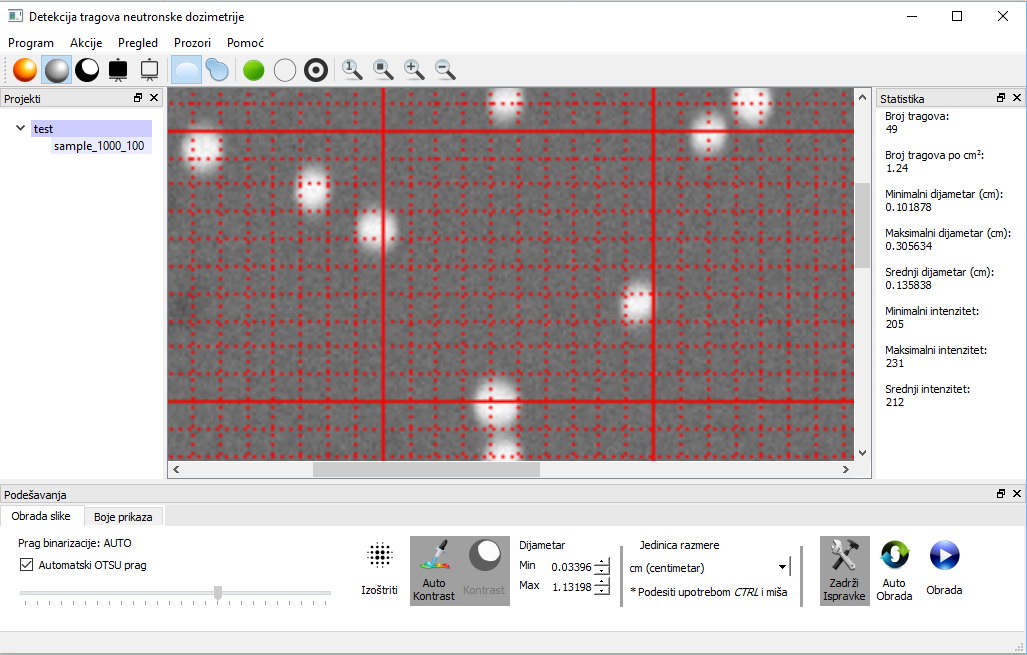 Detekcija tragova neutronske dozimetrije
Program Akcije Pregled Prozori Pomoć
1
Projekti
test
sample_1000_100
Statistika
Broj tragova:
49
Broj tragova po cm²:
1.24
Minimalni dijametar (cm):
0.101878
Maksimalni dijametar (cm):
0.305634
Srednji dijametar (cm):
0.135838
Minimalni intenzitet:
205
Maksimalni intenzitet:
231
Srednji intenzitet:
212
Podešavanja
Obrada slike Boje prikaza
Prag binarizacije: AUTO
Automatski OTSU prag
Izoštriti
Auto
Kontrast
Kontrast
Dijametar
Min 0.03396
Max 1.13198
Jedinica razmere
cm (centimetar)
* Podesiti upotrebom CTRL i miša
Zadrži
Ispravke
Auto
Obrada
Obrada